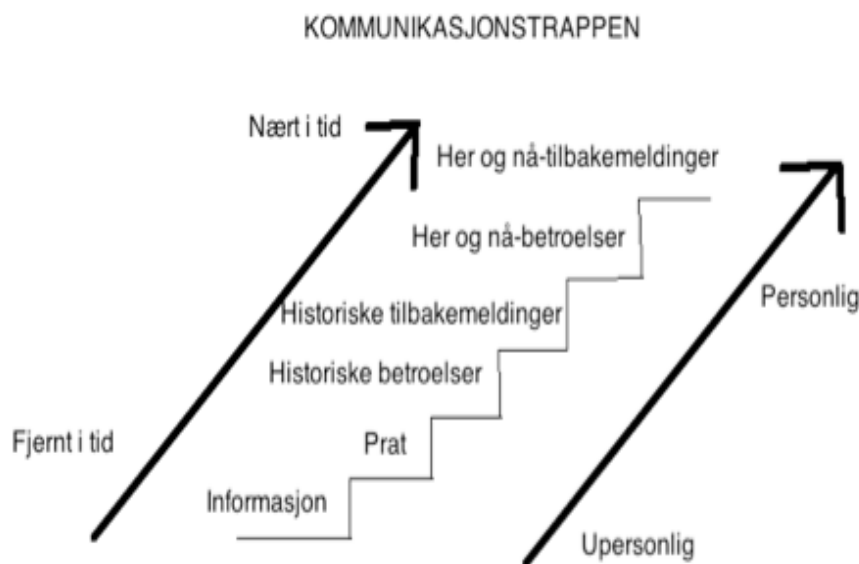 KOMMUNIKASJONSTRAPPEN
Nært i tid
Her og nå-tilbakemeldinger
Her og nå-betroelser
Personlig
Historiske tilbakemeldinger
Historiske betroelser
Fjernt i tid
Prat
Informasjon
Upersonlig